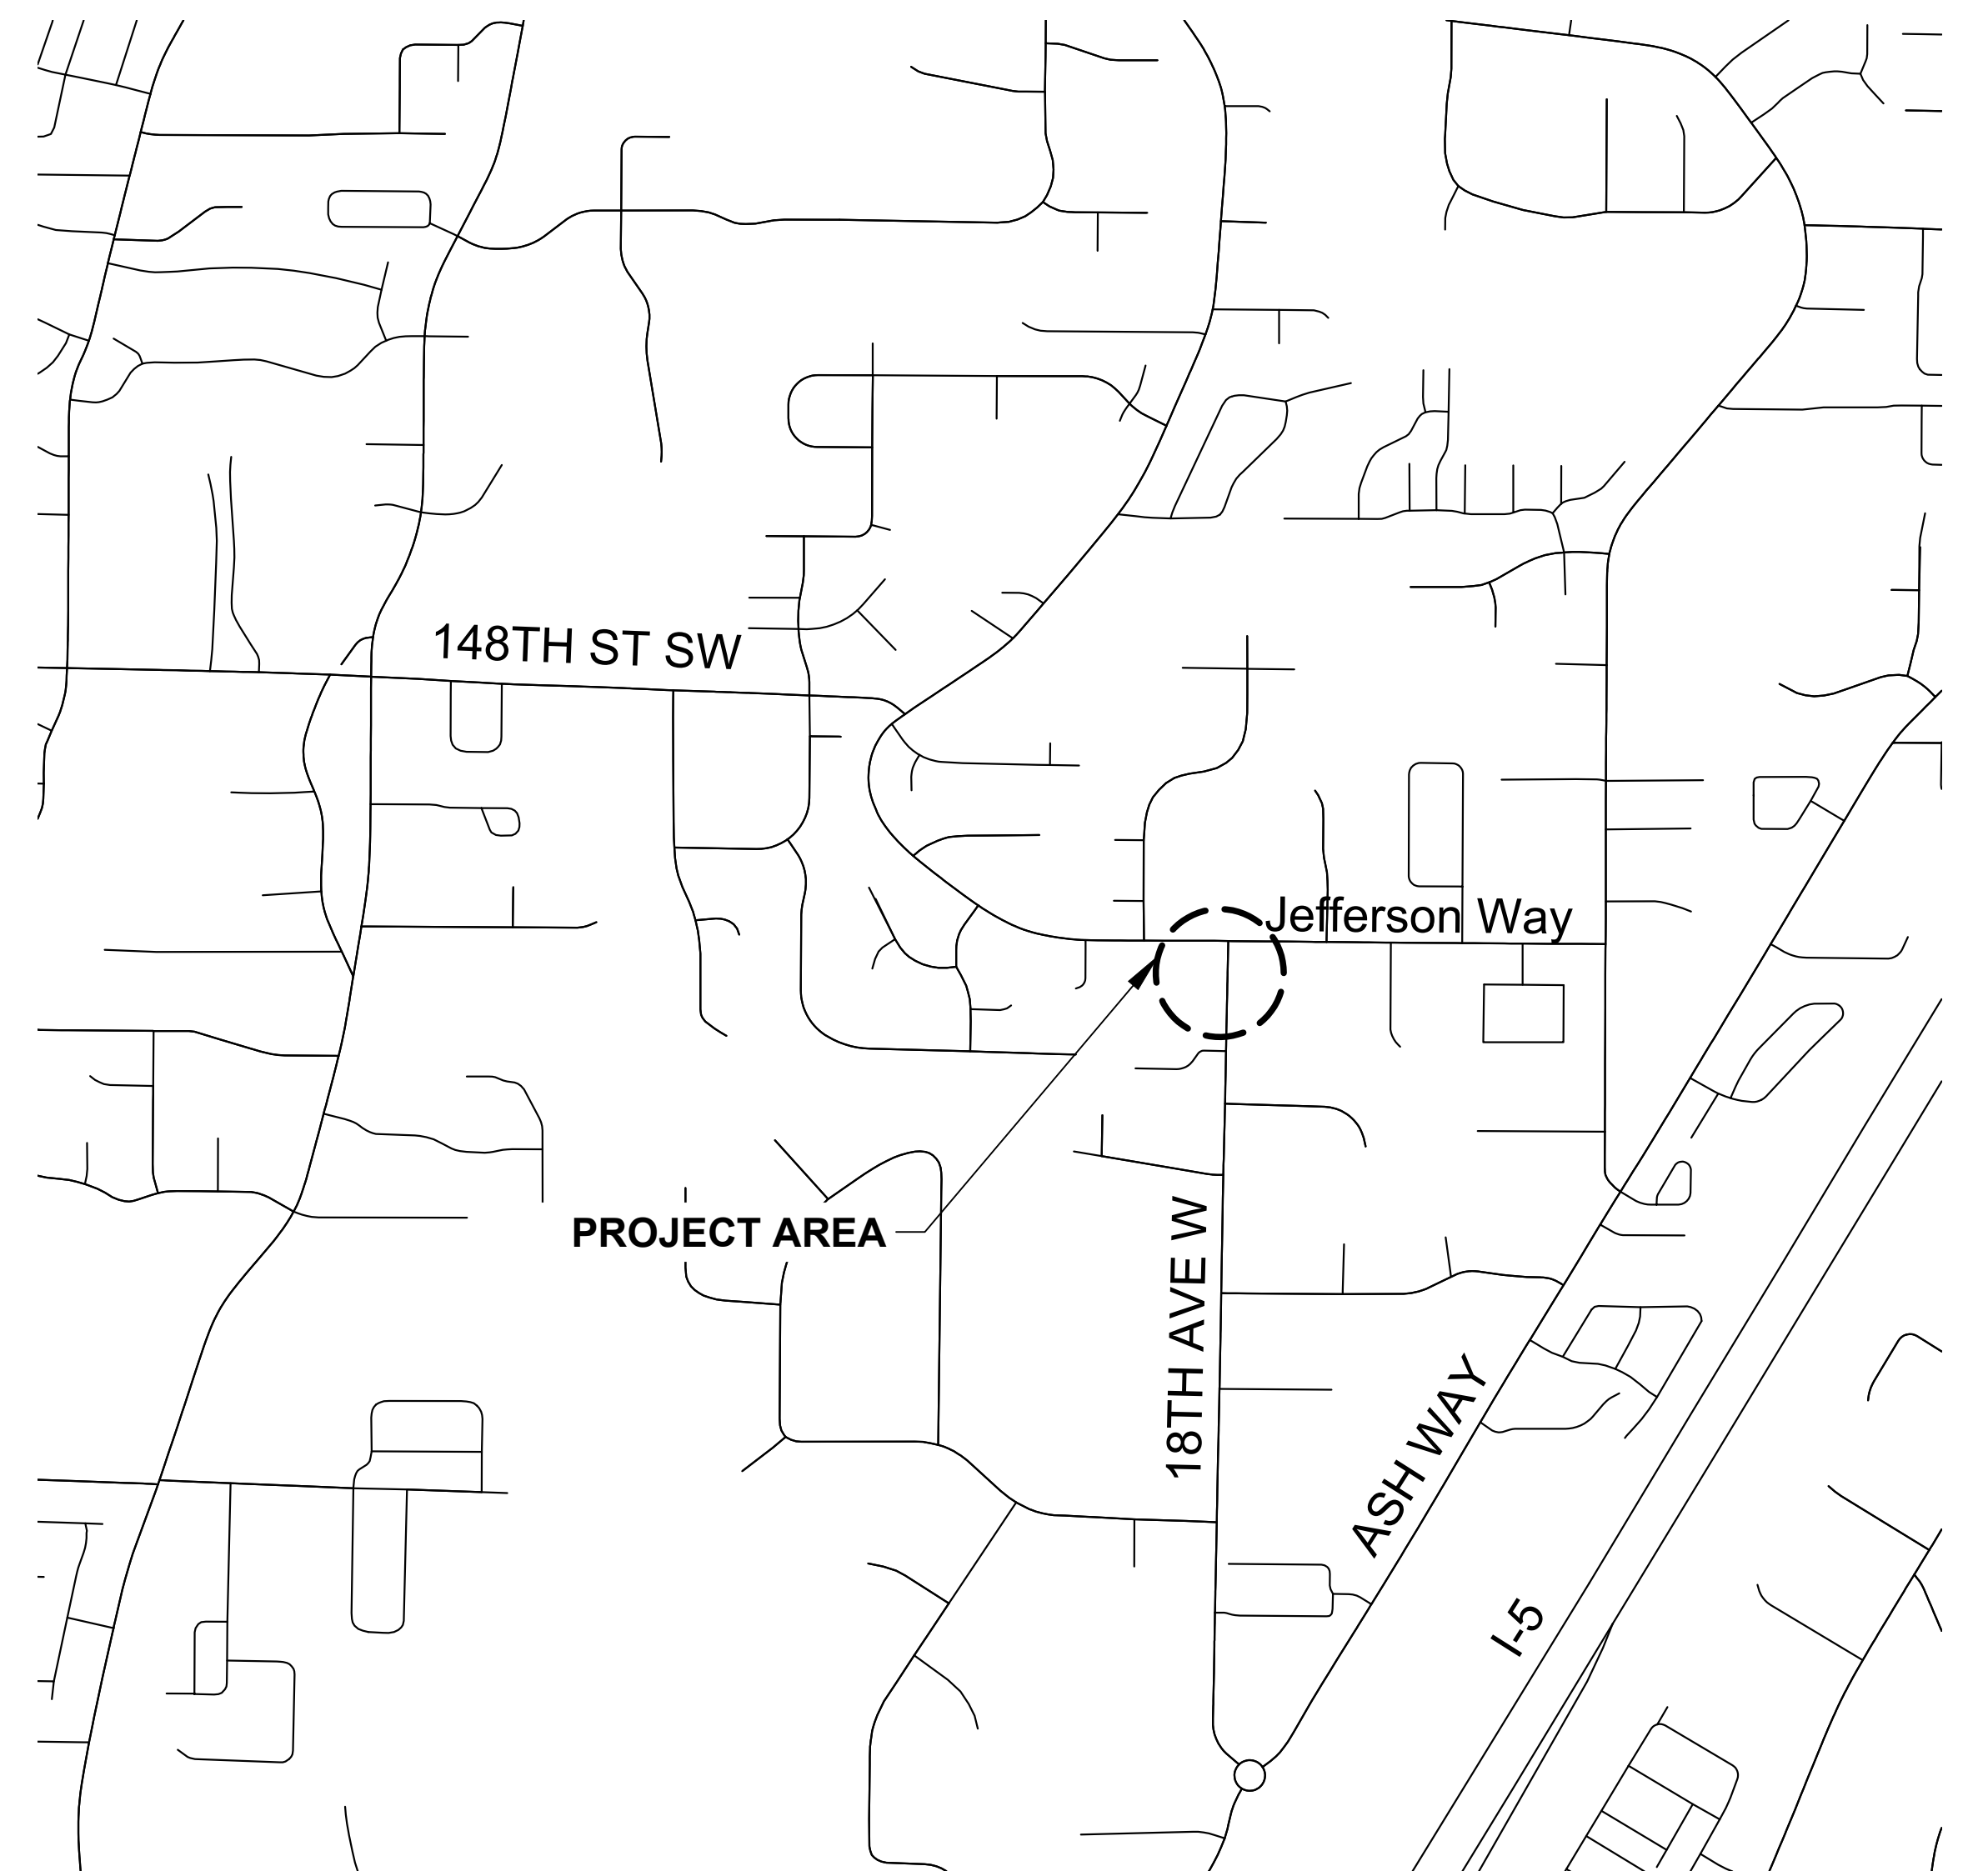 148TH ST SW
Jefferson Way
PROJECT AREA
18TH AVE W
ASH WAY
I-5